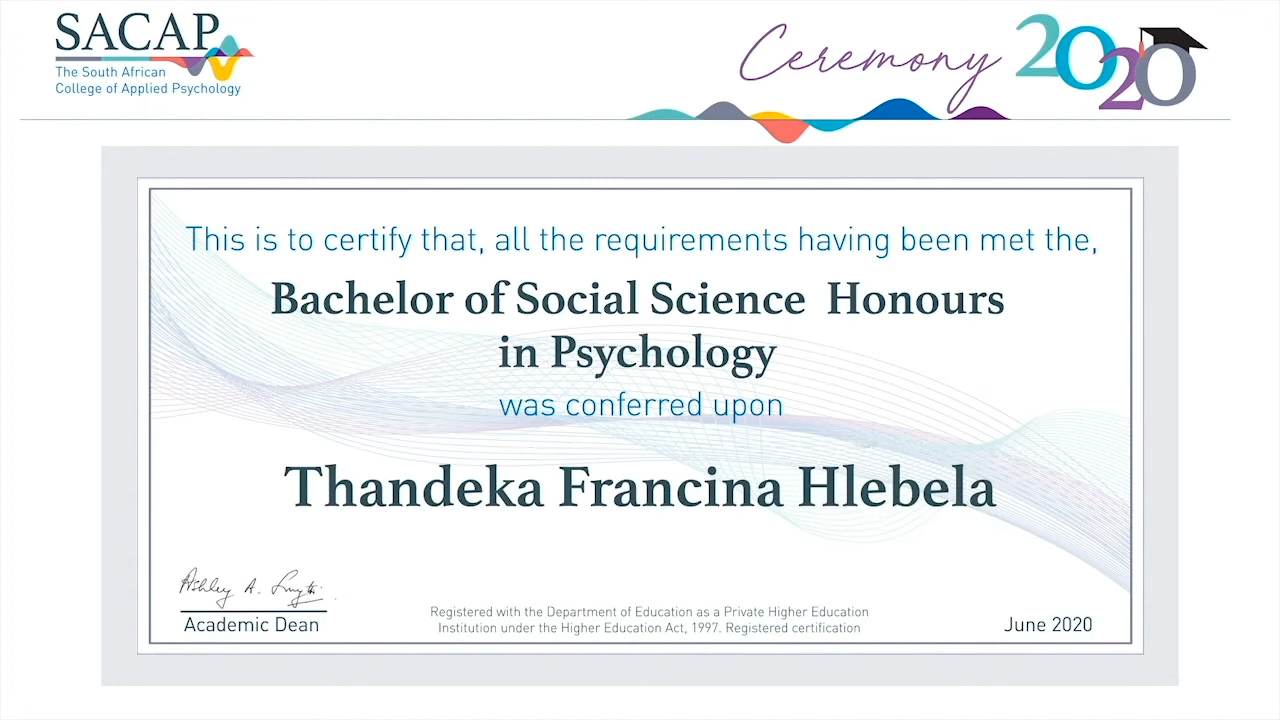 SACAP
The South African
College of Applied Psychology
Ceremony 2020
This is to certify that, all the requirements having been met the,
Bachelor of Social Science Honours
in Psychology
was conferred upon
Thandeka Francina Hlebela
Ashley A. Smyth
Academic Dean
Registered with the Department of Education as a Private Higher Education
Institution under the Higher Education Act, 1997. Registered certification
June 2020